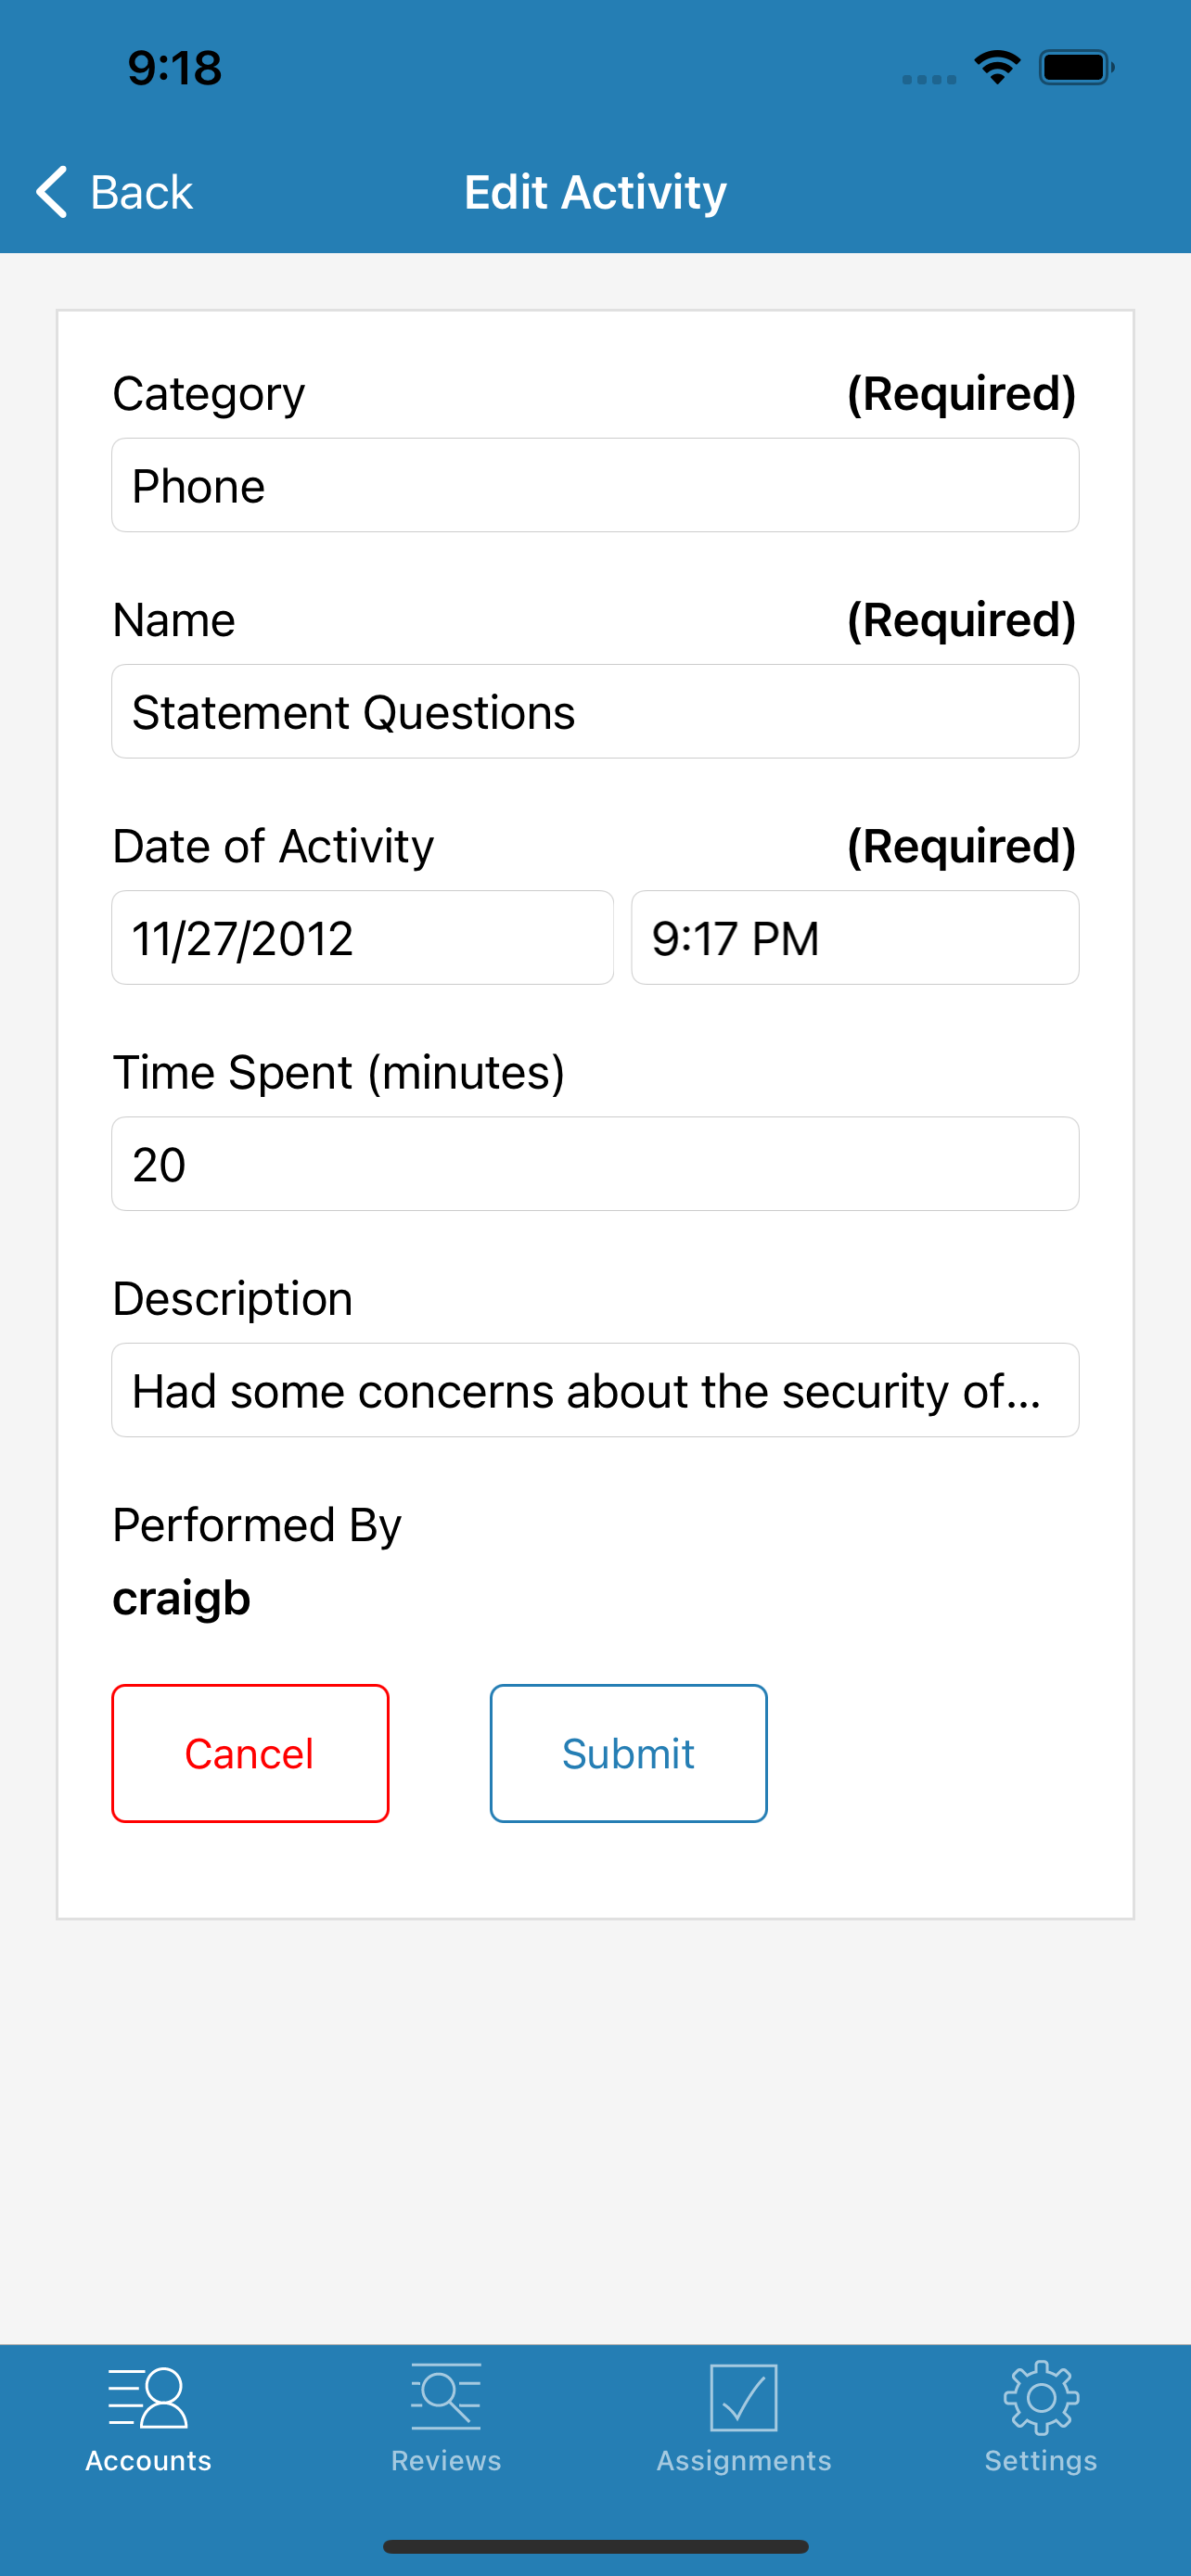 9:18
Back Edit Activity
Category (Required)
Phone
Name (Required)
Statement Questions
Date of Activity (Required)
11/27/2012 9:17 PM
Time Spent (minutes)
20
Description
Had some concerns about the security of...
Performed By
craigb
Cancel Submit
Accounts Reviews Assignments Settings